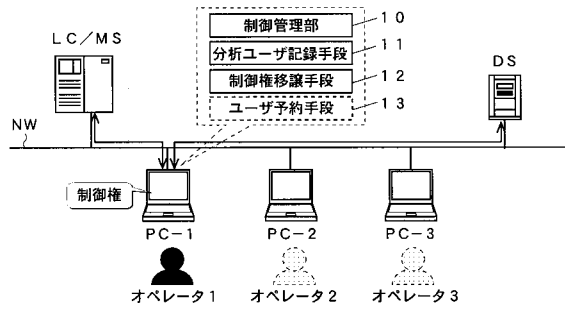 制御管理部 10
LC/MS
分析ユーザ記録手段 11
DS
制御権移譲手段 12
ユーザ予約手段 13
NW
制御権
PC-1 PC-2 PC-3
オペレータ1 オペレータ2 オペレータ3